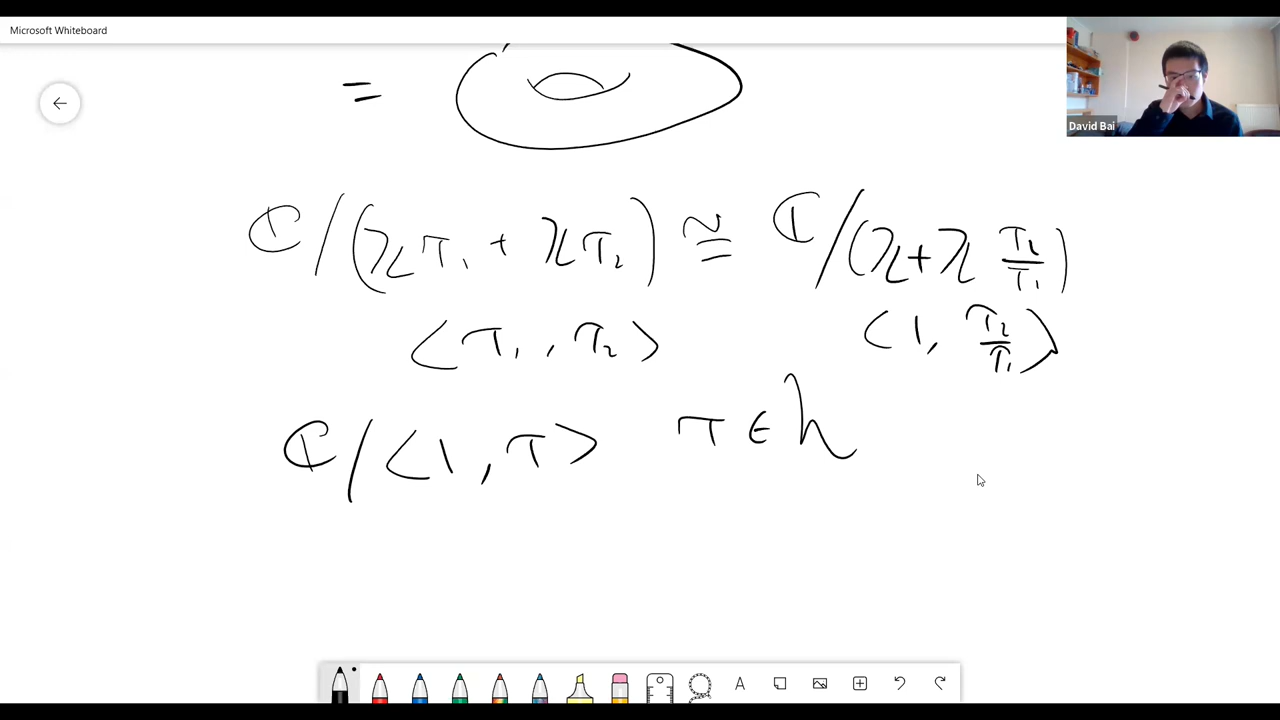 Microsoft Whiteboard
David Bai
=
ℂ/(ℤτ₁ + ℤτ₂) ≅ ℂ/(ℤ+ℤ τ₂/τ₁)
<τ₁, τ₂> <1, τ₂/τ₁>
ℂ/<1, τ> τ ∈ h
A